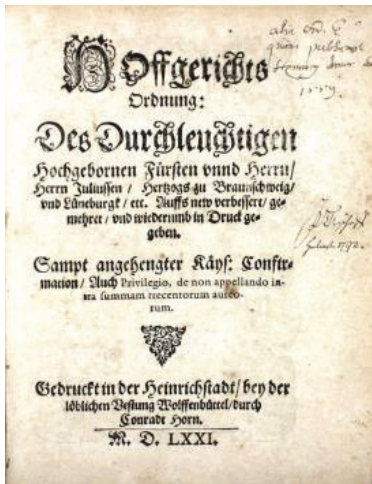 Hoffgerichts
Ordnung:
Des Durchleuchtigen
Hochgebornen Fürsten vnnd Herrn/
Herrn Juliussen / Hertzogs zu Braunschweig/
vnd Lüneburgk / etc. Auffs new verbessert/ ge-
mehret / vnd wiederumb in Druck ge-
geben.
Sampt angehengter Käys: Confir-
mation / Auch Privilegio, de non appellando in-
tra summam trecentorum aureo-
rum.
Gedruckt in der Heinrichstadt/ bey der
löblichen Vestung Wolffenbüttel/durch
Conradt Horn.
M. D. LXXI.